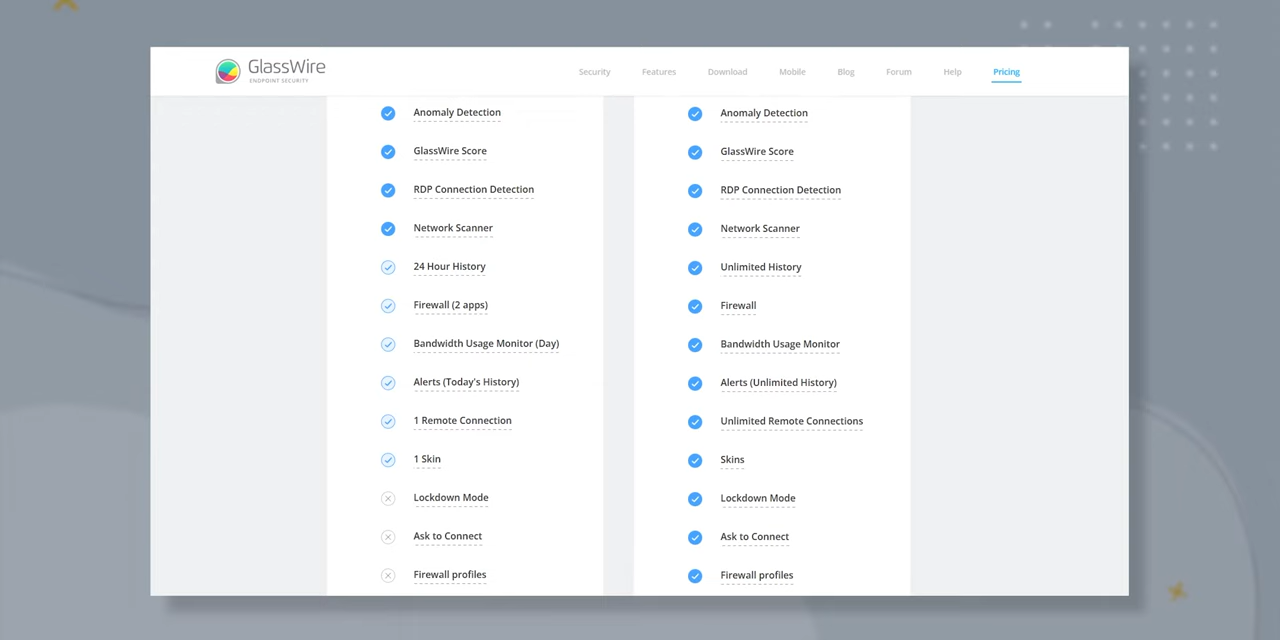 GlassWire
ENDPOINT SECURITY
Security Features Download Mobile Blog Forum Help Pricing
Anomaly Detection
GlassWire Score
RDP Connection Detection
Network Scanner
24 Hour History
Firewall (2 apps)
Bandwidth Usage Monitor (Day)
Alerts (Today's History)
1 Remote Connection
1 Skin
Lockdown Mode
Ask to Connect
Firewall profiles
Anomaly Detection
GlassWire Score
RDP Connection Detection
Network Scanner
Unlimited History
Firewall
Bandwidth Usage Monitor
Alerts (Unlimited History)
Unlimited Remote Connections
Skins
Lockdown Mode
Ask to Connect
Firewall profiles